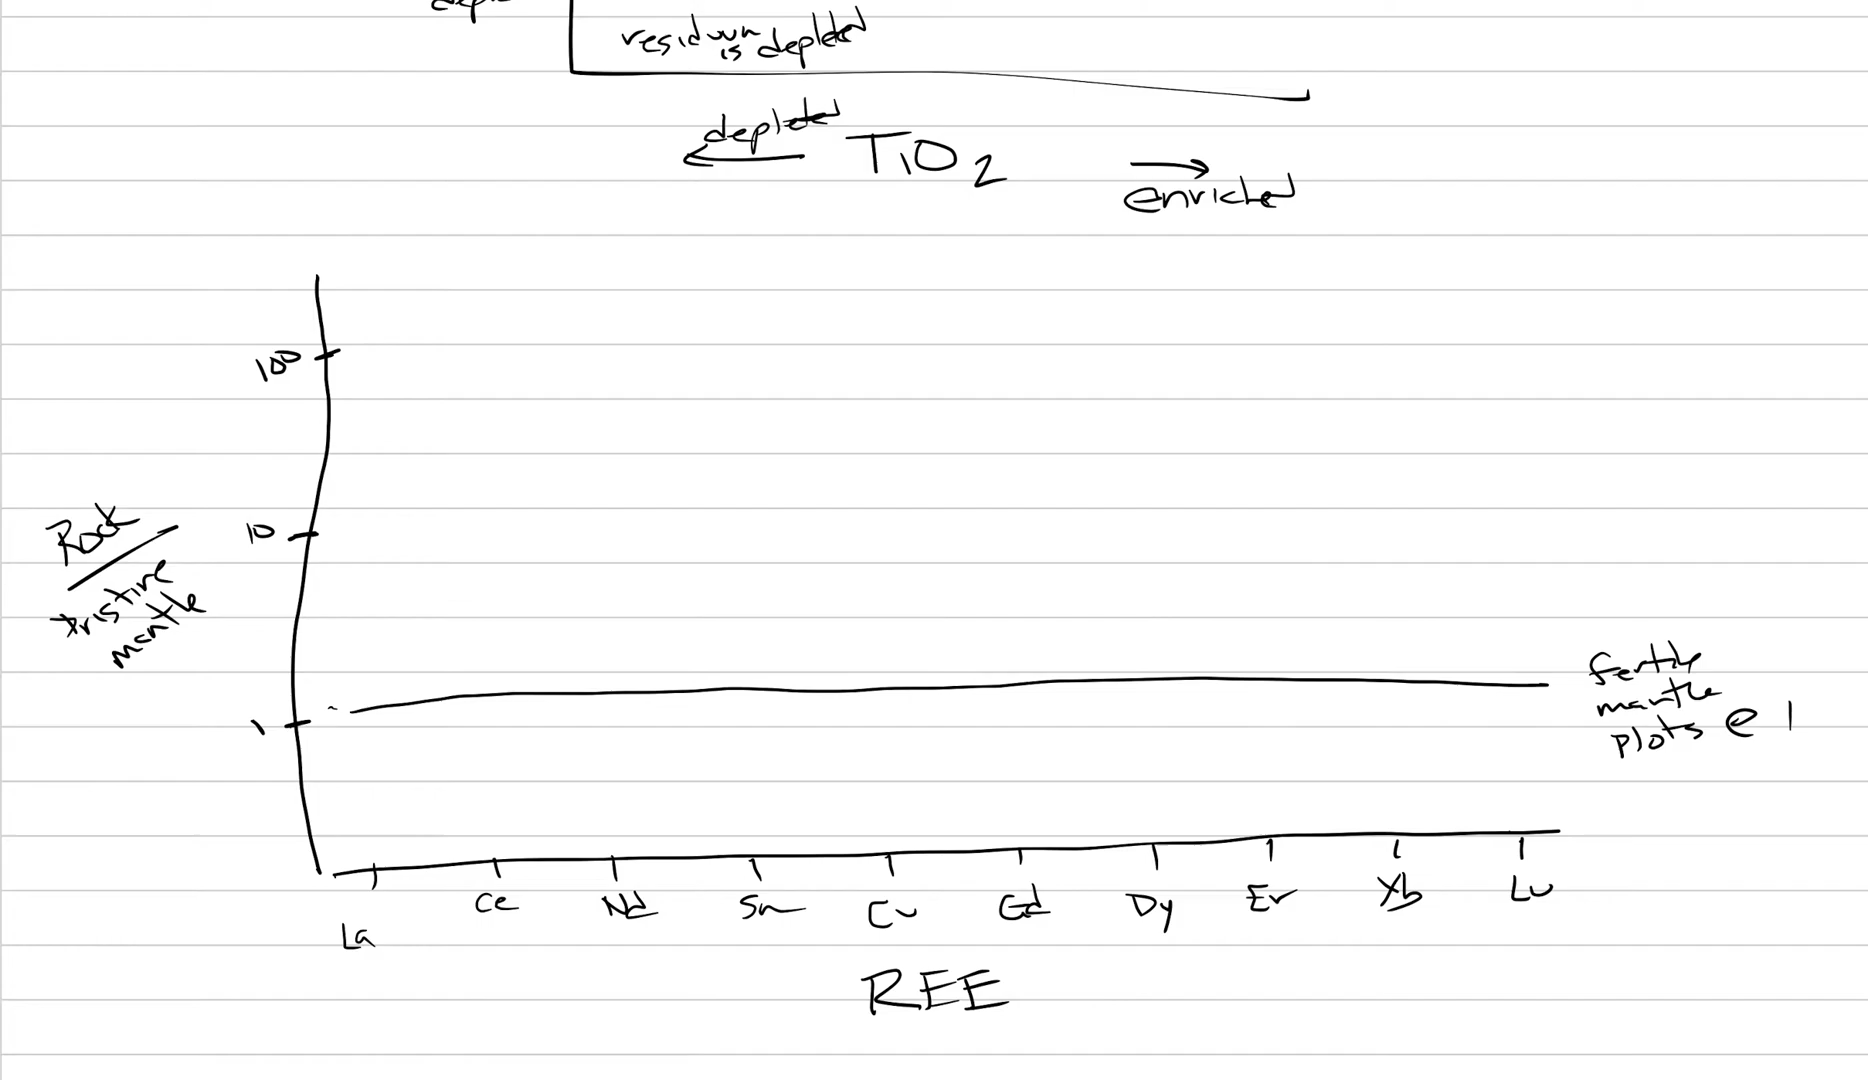 residuum
is depleted
depleted
TiO2
enriched
100
10
1
Rock
pristine
mantle
fertile
mantle
plots @ 1
La Ce Nd Sm Eu Gd Dy Er Yb Lu
REE